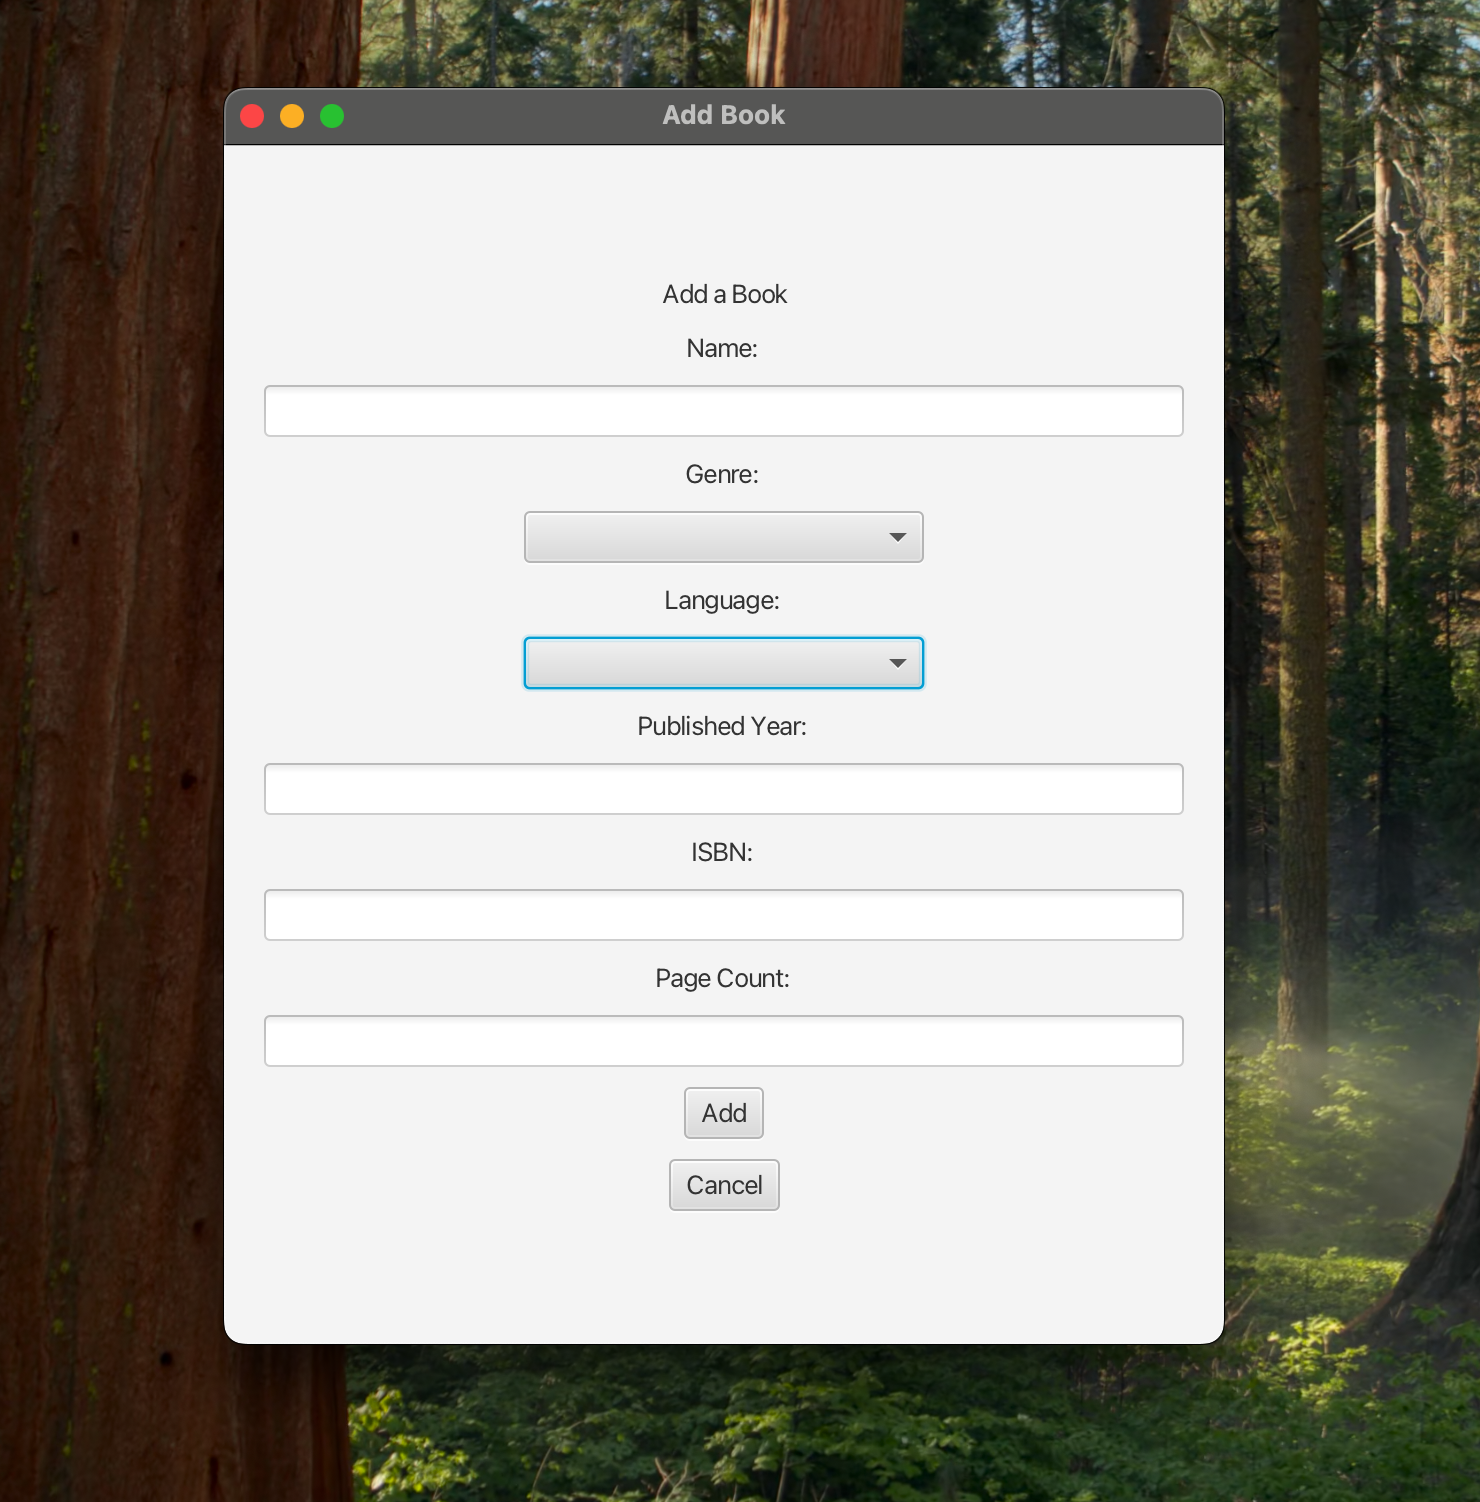 Add Book
Add a Book
Name:
Genre:
Language:
Published Year:
ISBN:
Page Count:
Add
Cancel